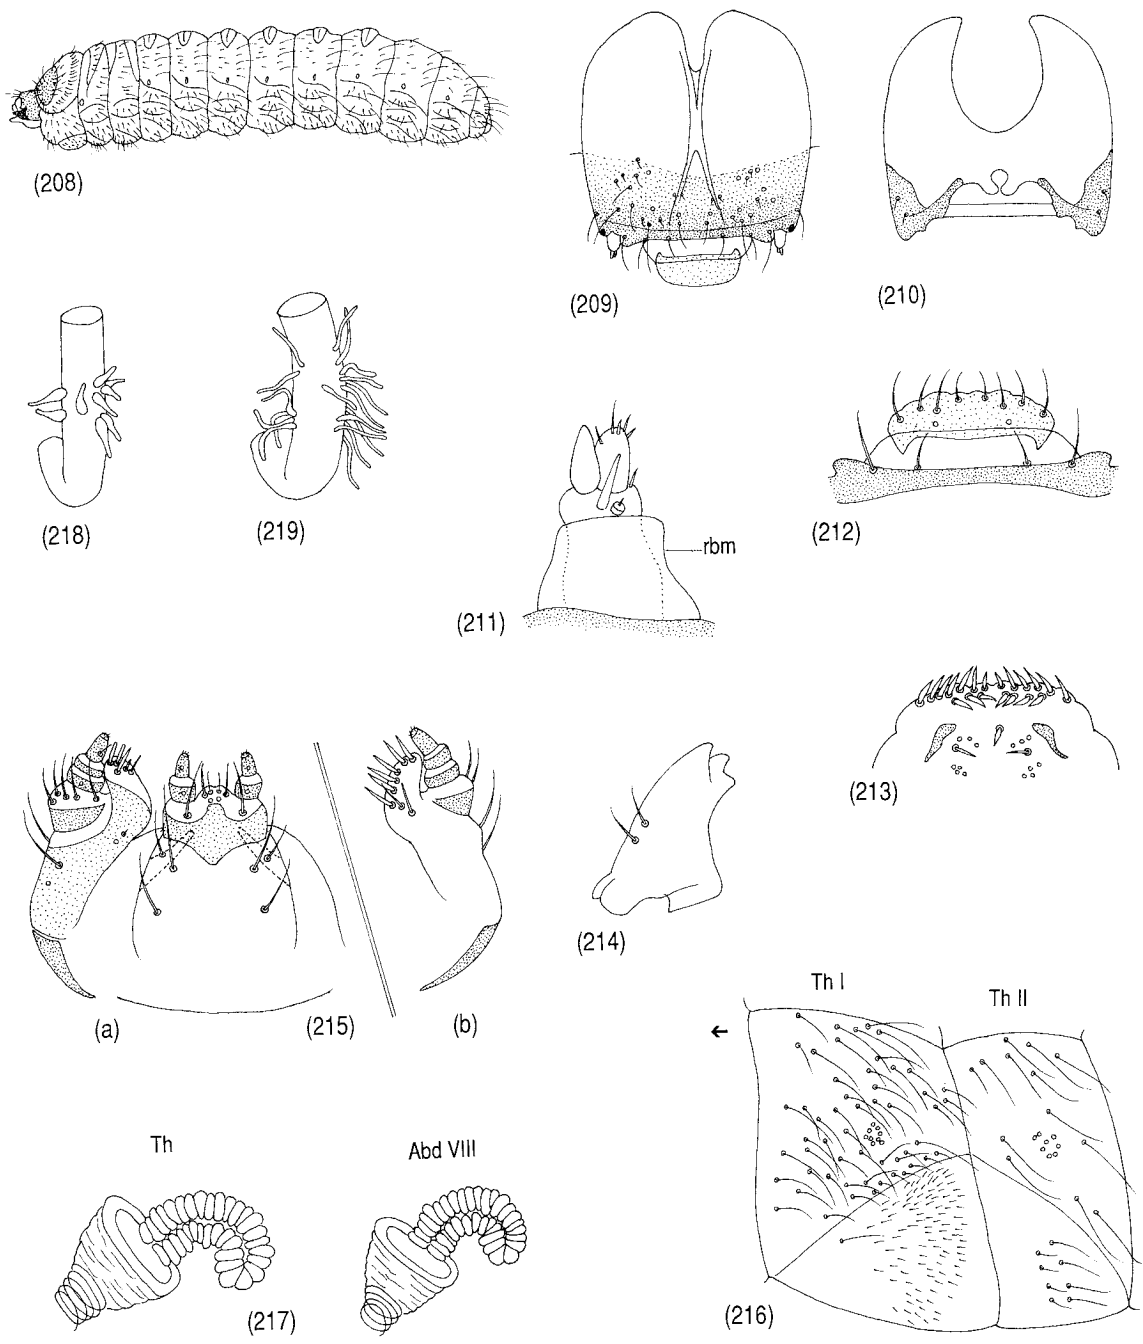 (208)
(209)
(210)
(218)
(219)
rbm
(211)
(212)
(213)
(214)
(a)
(215)
(b)
Th I
Th II
←
Th
Abd VIII
(217)
(216)